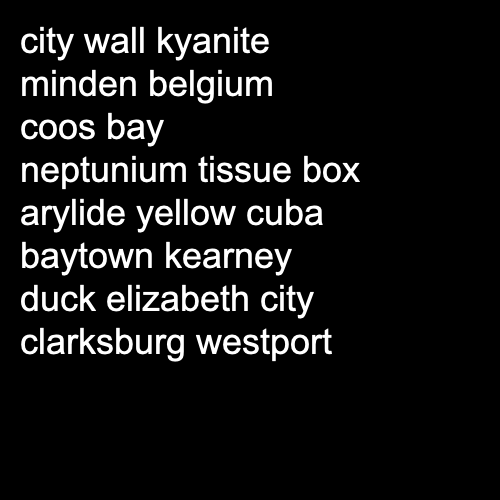 city wall kyanite
minden belgium
coos bay
neptunium tissue box
arylide yellow cuba
baytown kearney
duck elizabeth city
clarksburg westport